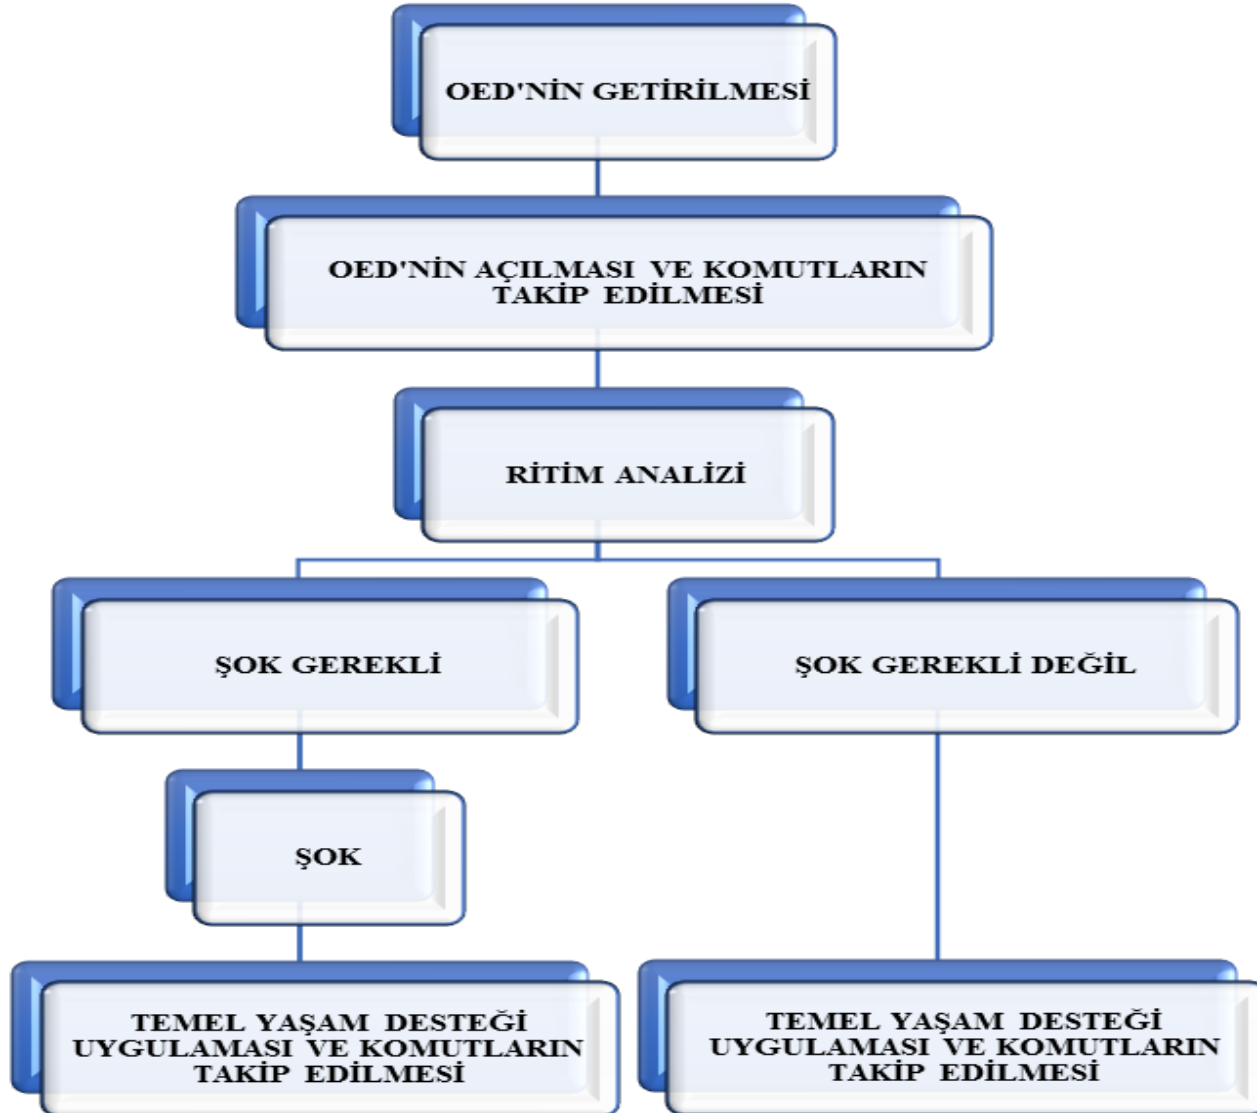 OED'NİN GETİRİLMESİ
OED'NİN AÇILMASI VE KOMUTLARIN
TAKİP EDİLMESİ
RİTİM ANALİZİ
ŞOK GEREKLİ
ŞOK GEREKLİ DEĞİL
ŞOK
TEMEL YAŞAM DESTEĞİ
UYGULAMASI VE KOMUTLARIN
TAKİP EDİLMESİ
TEMEL YAŞAM DESTEĞİ
UYGULAMASI VE KOMUTLARIN
TAKİP EDİLMESİ